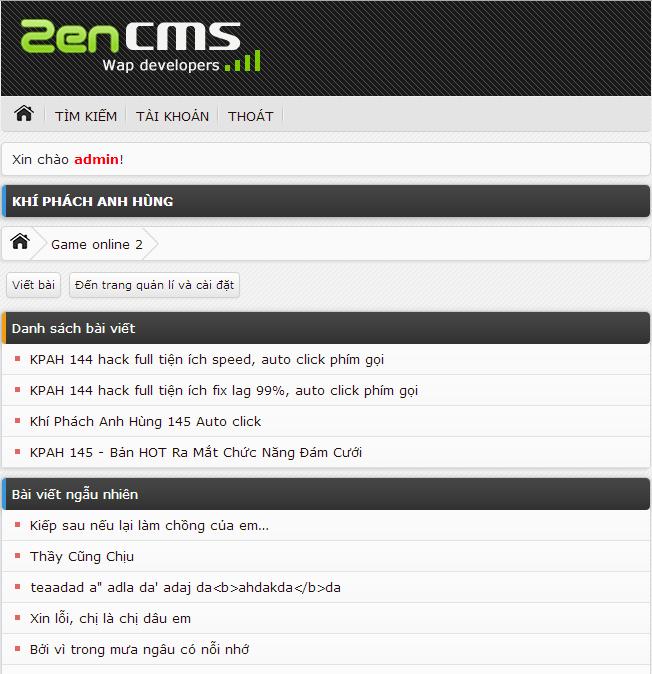 zencms
Wap developers
TÌM KIẾM TÀI KHOẢN THOÁT
Xin chào admin!
KHÍ PHÁCH ANH HÙNG
Game online 2
Viết bài Đến trang quản lí và cài đặt
Danh sách bài viết
KPAH 144 hack full tiện ích speed, auto click phím gọi
KPAH 144 hack full tiện ích fix lag 99%, auto click phím gọi
Khí Phách Anh Hùng 145 Auto click
KPAH 145 - Bản HOT Ra Mắt Chức Năng Đám Cưới
Bài viết ngẫu nhiên
Kiếp sau nếu lại làm chồng của em...
Thầy Cũng Chịu
teaadad a" adla da' adaj da<b>ahdakda</b>da
Xin lỗi, chị là chị dâu em
Bởi vì trong mưa ngâu có nỗi nhớ